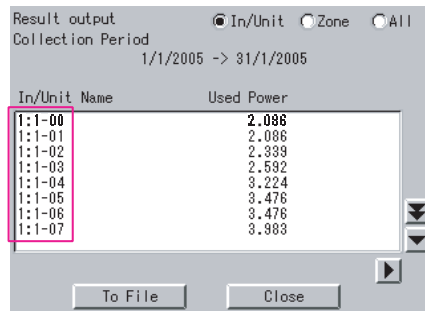 Result output In/Unit Zone All
Collection Period
1/1/2005 -> 31/1/2005
In/Unit Name Used Power
1:1-00 2.086
1:1-01 2.086
1:1-02 2.339
1:1-03 2.592
1:1-04 3.224
1:1-05 3.476
1:1-06 3.476
1:1-07 3.983
To File Close